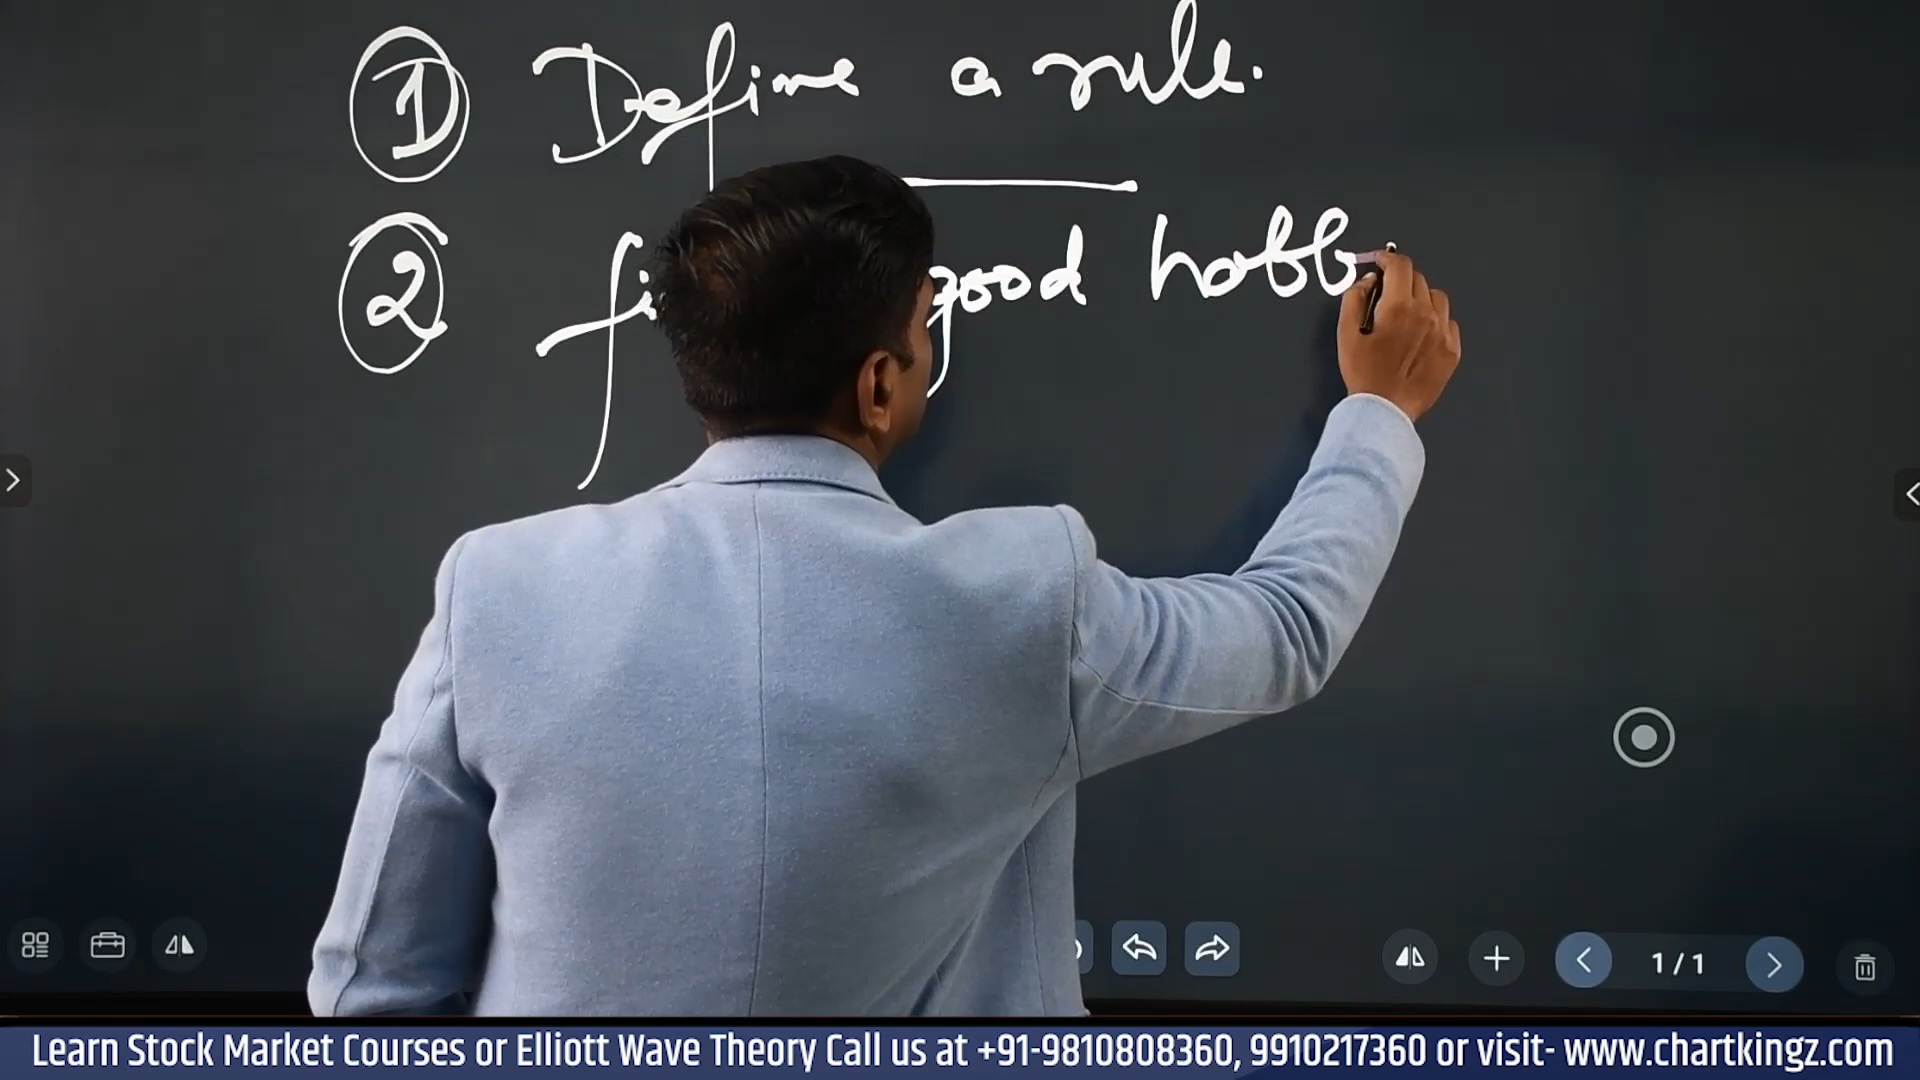 ① Define a rule.
② good hobb
1/1
Learn Stock Market Courses or Elliott Wave Theory Call us at +91-9810808360, 9910217360 or visit- www.chartkingz.com